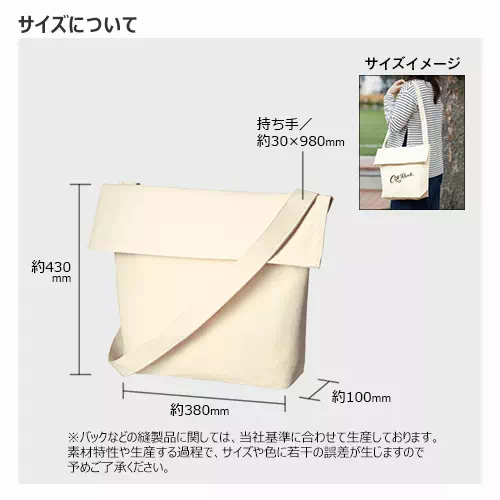 サイズについて
サイズイメージ
持ち手／
約30×980mm
約430
mm
約100mm
約380mm
※バックなどの縫製品に関しては、当社基準に合わせて生産しております。
素材特性や生産する過程で、サイズや色に若干の誤差が生じますので
予めご了承ください。